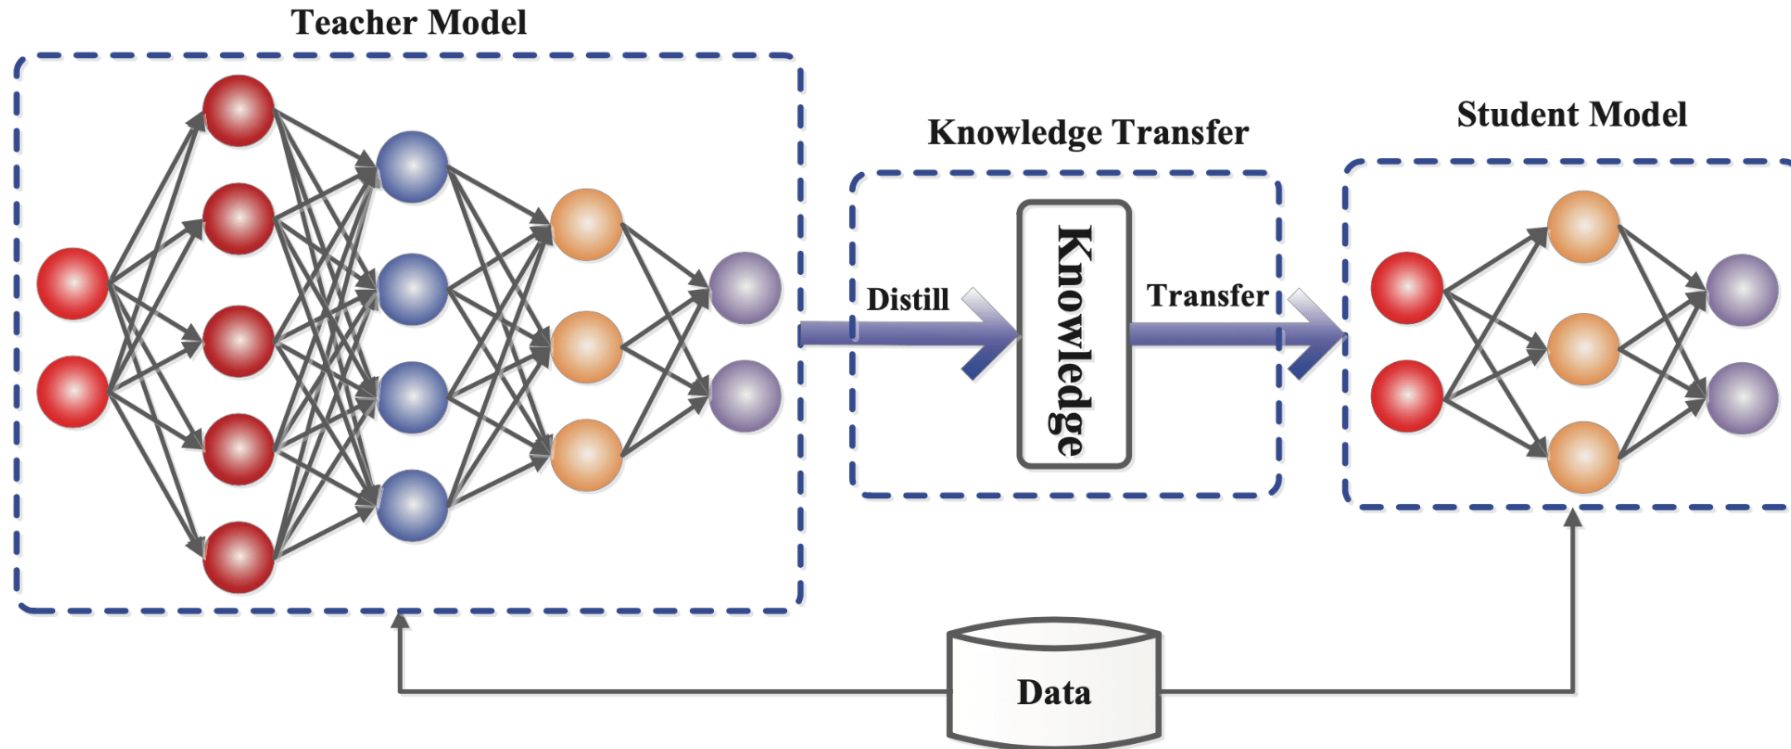 Teacher Model
Knowledge Transfer
Student Model
Distill
Knowledge
Transfer
Data